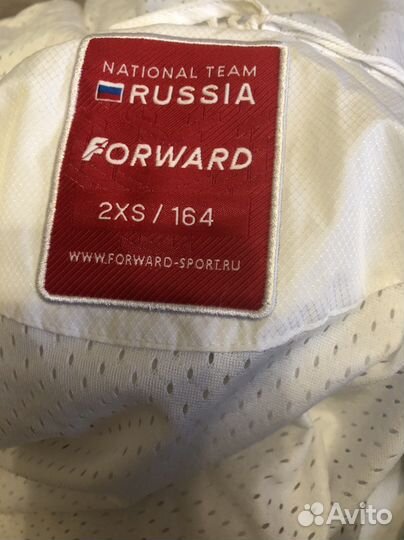 NATIONAL TEAM
RUSSIA
FORWARD
2XS / 164
WWW.FORWARD-SPORT.RU
Avito